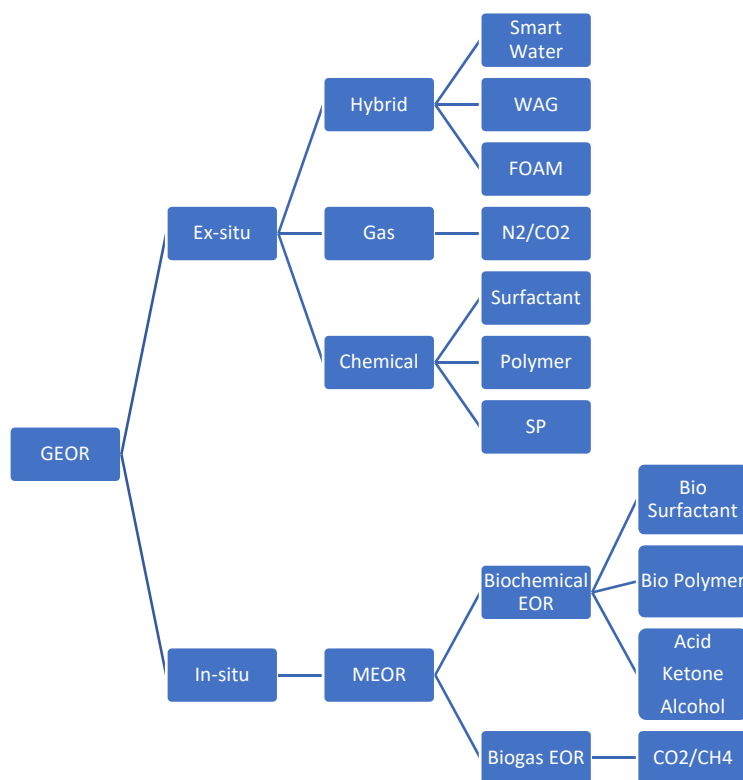 Smart
Water
Hybrid
WAG
FOAM
Ex-situ
Gas
N2/CO2
Surfactant
Chemical
Polymer
SP
GEOR
Bio
Surfactant
Biochemical
EOR
Bio Polymer
Acid
Ketone
Alcohol
In-situ
MEOR
Biogas EOR
CO2/CH4